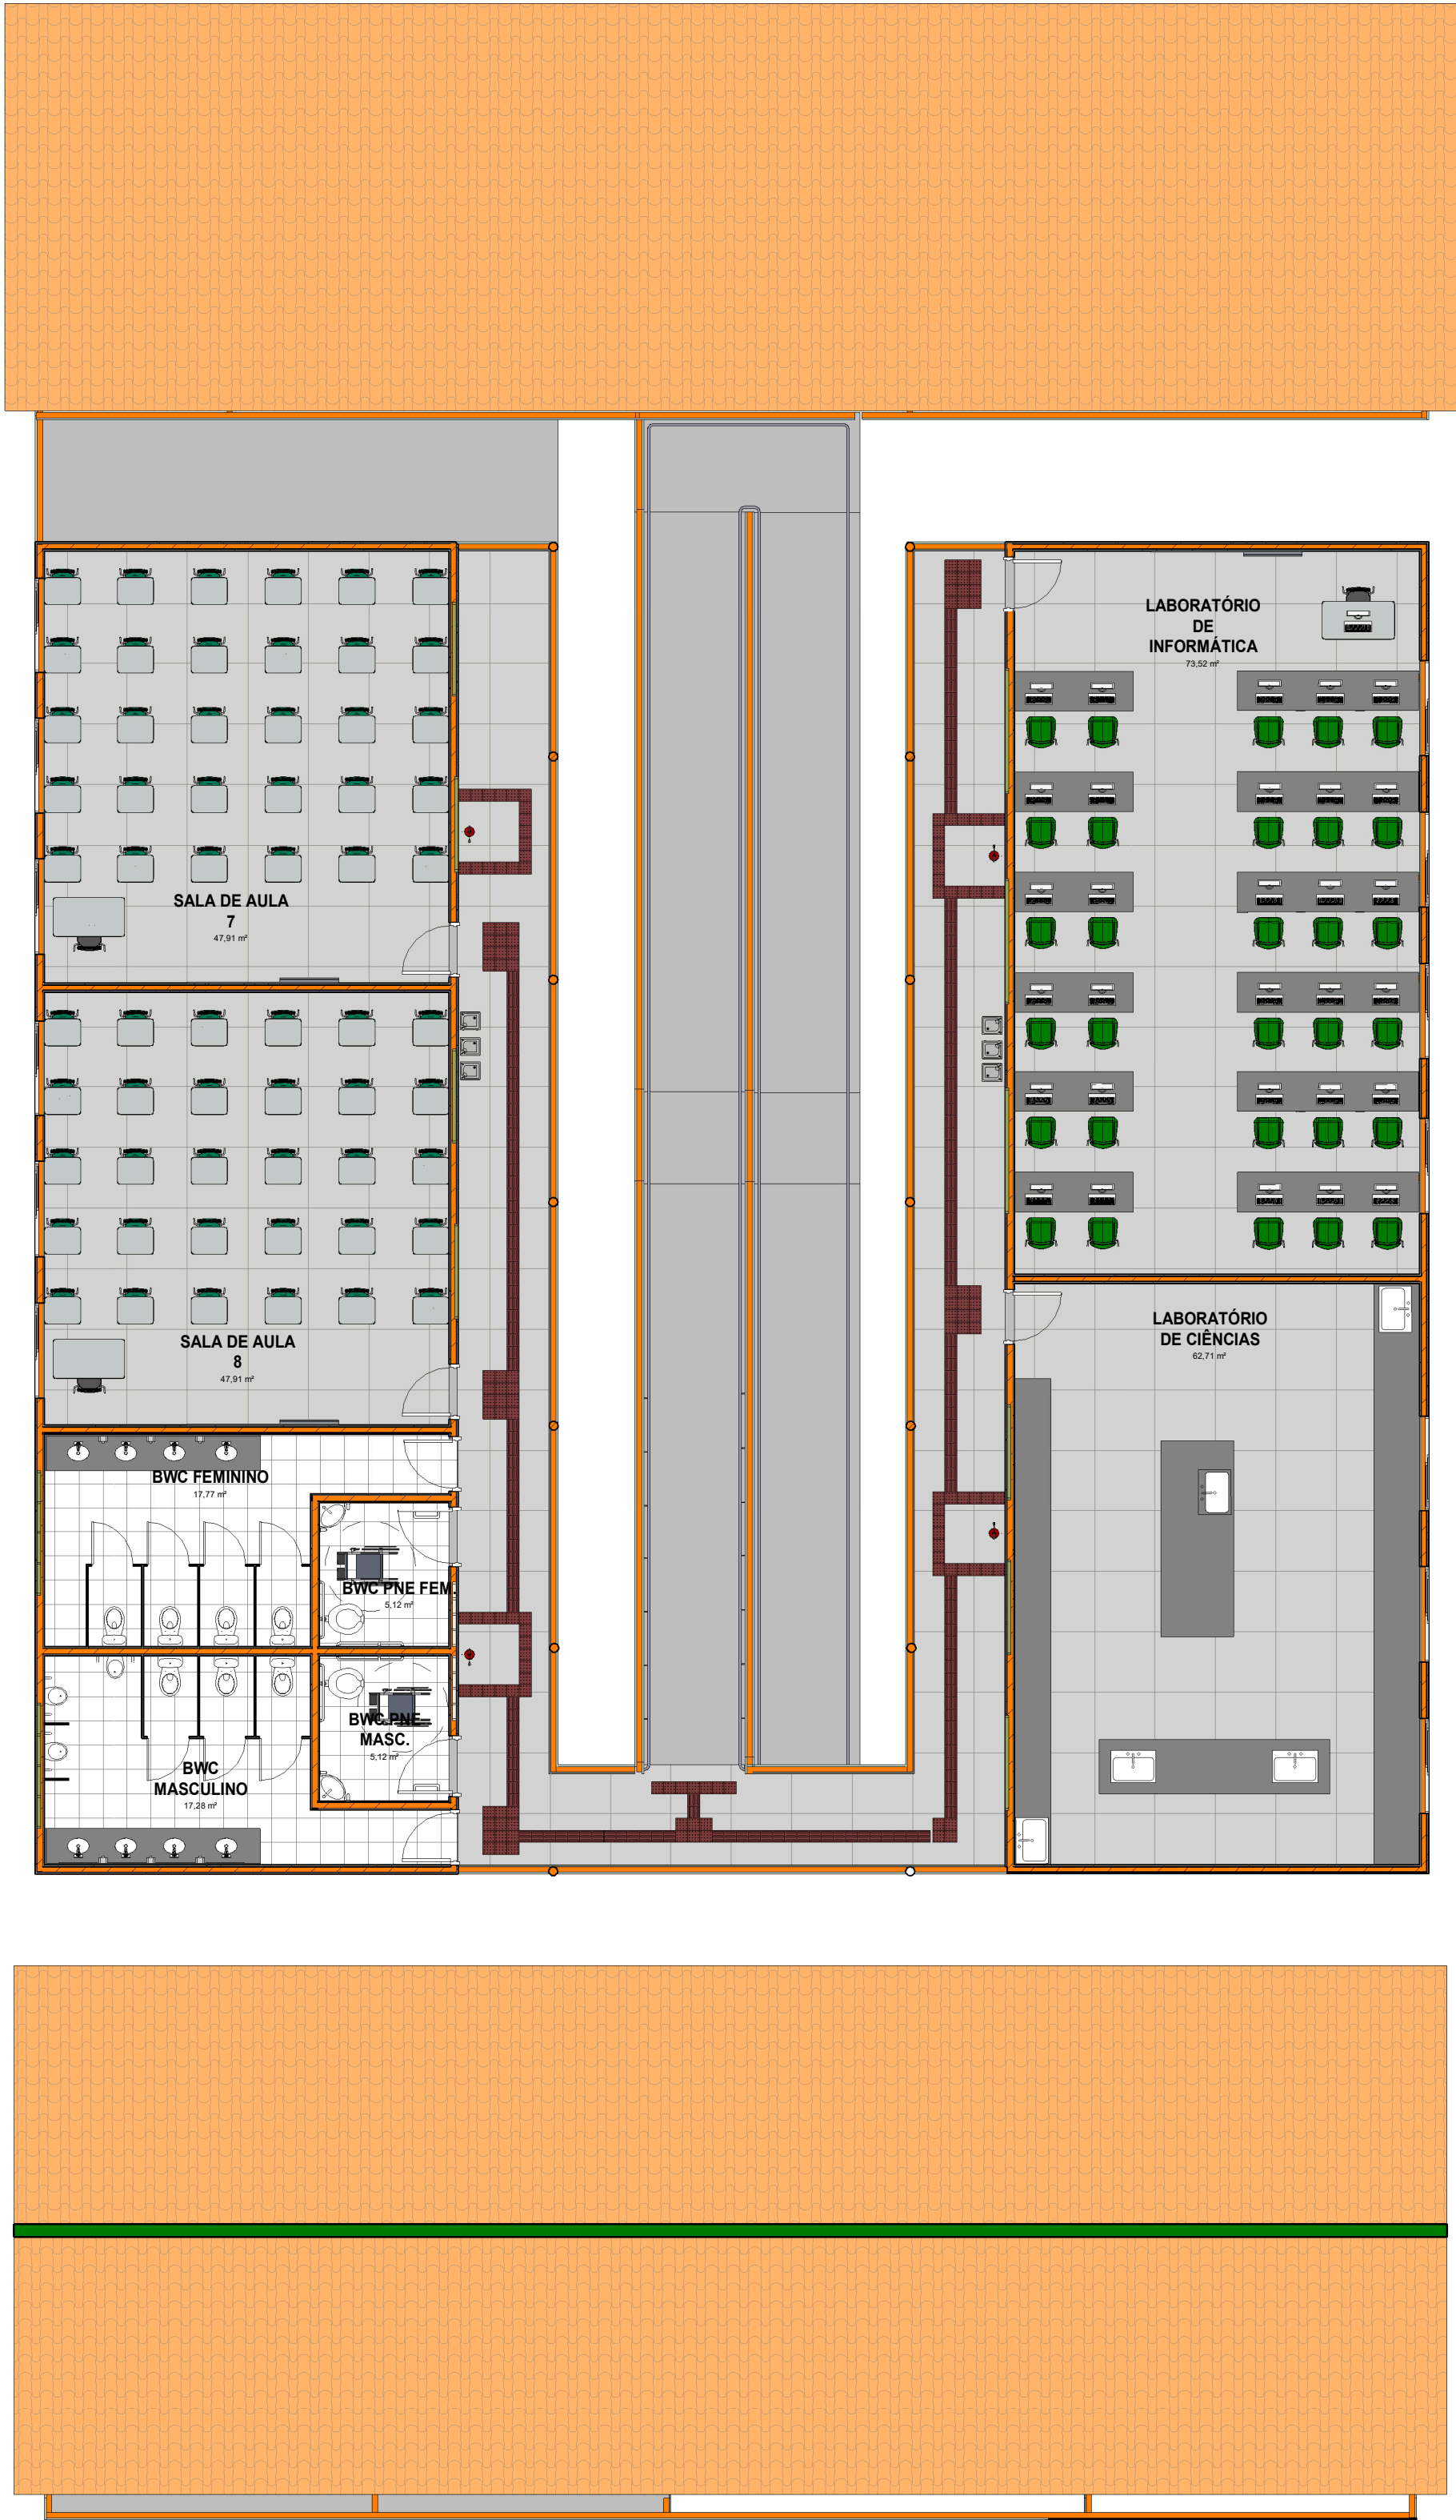 LABORATÓRIO
DE
INFORMÁTICA
73,52 m²
SALA DE AULA
7
47,91 m²
SALA DE AULA
8
47,91 m²
LABORATÓRIO
DE CIÊNCIAS
62,71 m²
BWC FEMININO
17,77 m²
BWC PNE FEM.
5,12 m²
BWC PNE
MASC.
5,12 m²
BWC
MASCULINO
17,28 m²